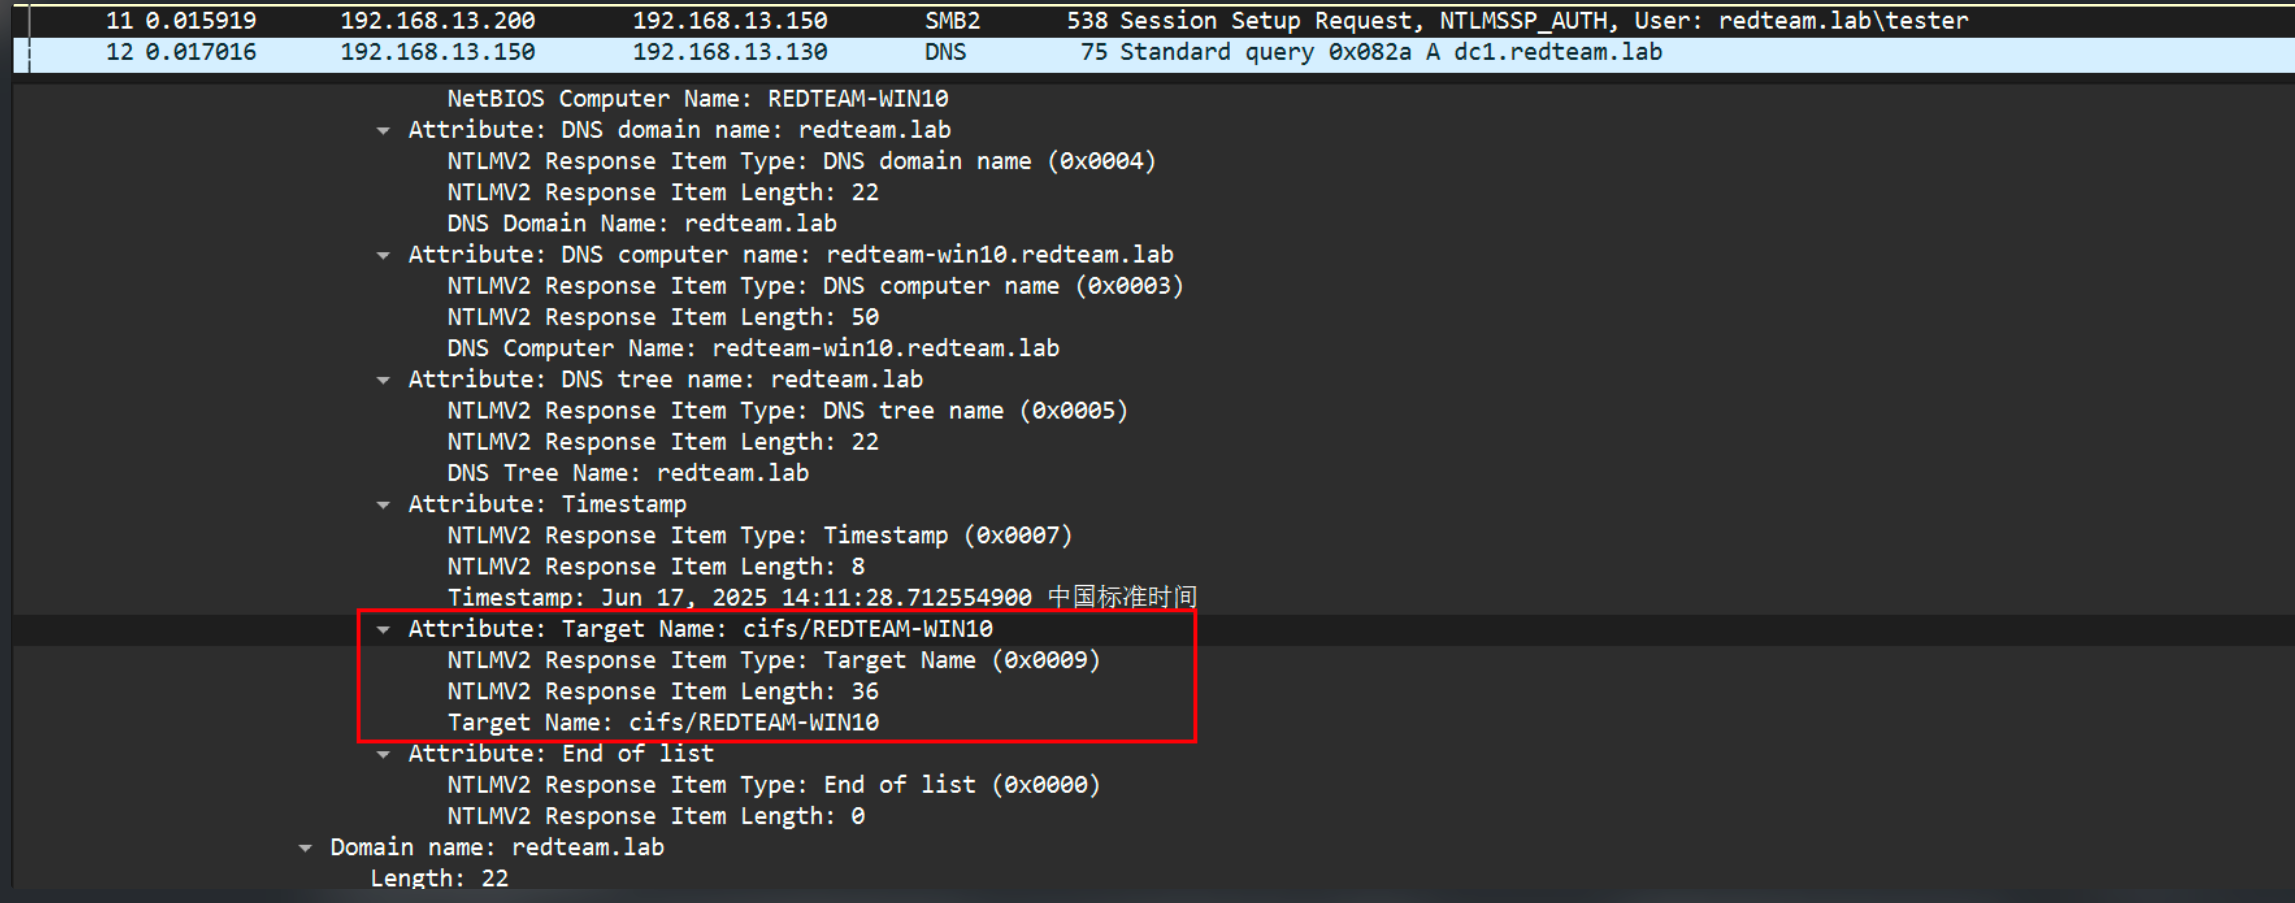 11 0.015919 192.168.13.200 192.168.13.150 SMB2 538 Session Setup Request, NTLMSSP_AUTH, User: redteam.lab\tester
12 0.017016 192.168.13.150 192.168.13.130 DNS 75 Standard query 0x082a A dc1.redteam.lab
NetBIOS Computer Name: REDTEAM-WIN10
Attribute: DNS domain name: redteam.lab
NTLMV2 Response Item Type: DNS domain name (0x0004)
NTLMV2 Response Item Length: 22
DNS Domain Name: redteam.lab
Attribute: DNS computer name: redteam-win10.redteam.lab
NTLMV2 Response Item Type: DNS computer name (0x0003)
NTLMV2 Response Item Length: 50
DNS Computer Name: redteam-win10.redteam.lab
Attribute: DNS tree name: redteam.lab
NTLMV2 Response Item Type: DNS tree name (0x0005)
NTLMV2 Response Item Length: 22
DNS Tree Name: redteam.lab
Attribute: Timestamp
NTLMV2 Response Item Type: Timestamp (0x0007)
NTLMV2 Response Item Length: 8
Timestamp: Jun 17, 2025 14:11:28.712554900 中国标准时间
Attribute: Target Name: cifs/REDTEAM-WIN10
NTLMV2 Response Item Type: Target Name (0x0009)
NTLMV2 Response Item Length: 36
Target Name: cifs/REDTEAM-WIN10
Attribute: End of list
NTLMV2 Response Item Type: End of list (0x0000)
NTLMV2 Response Item Length: 0
Domain name: redteam.lab
Length: 22